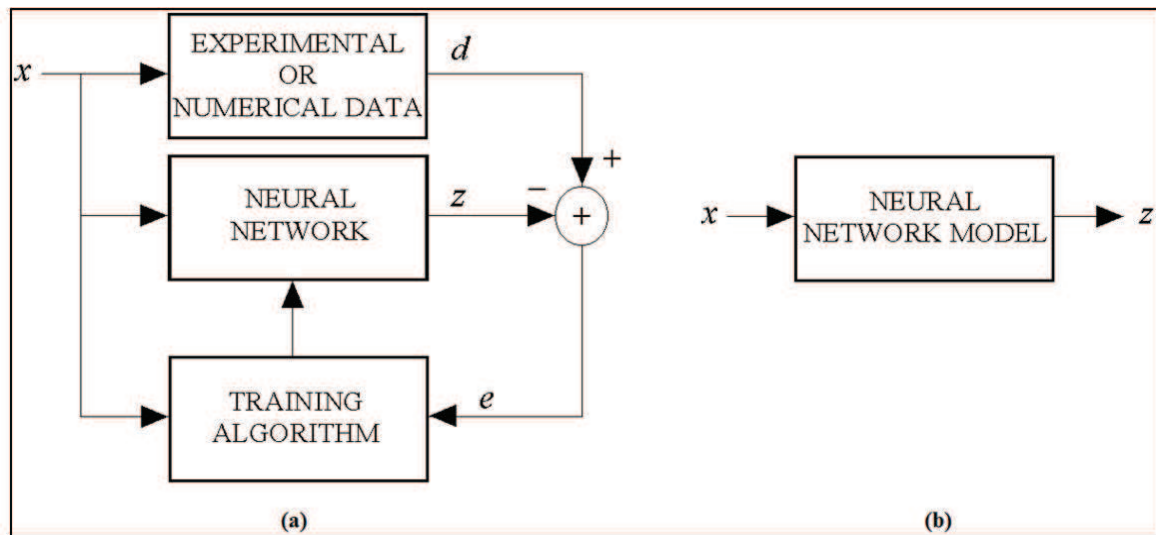 EXPERIMENTAL
OR
NUMERICAL DATA
x
d
+
NEURAL
NETWORK
z
−
+
TRAINING
ALGORITHM
e
(a)
x
NEURAL
NETWORK MODEL
z
(b)